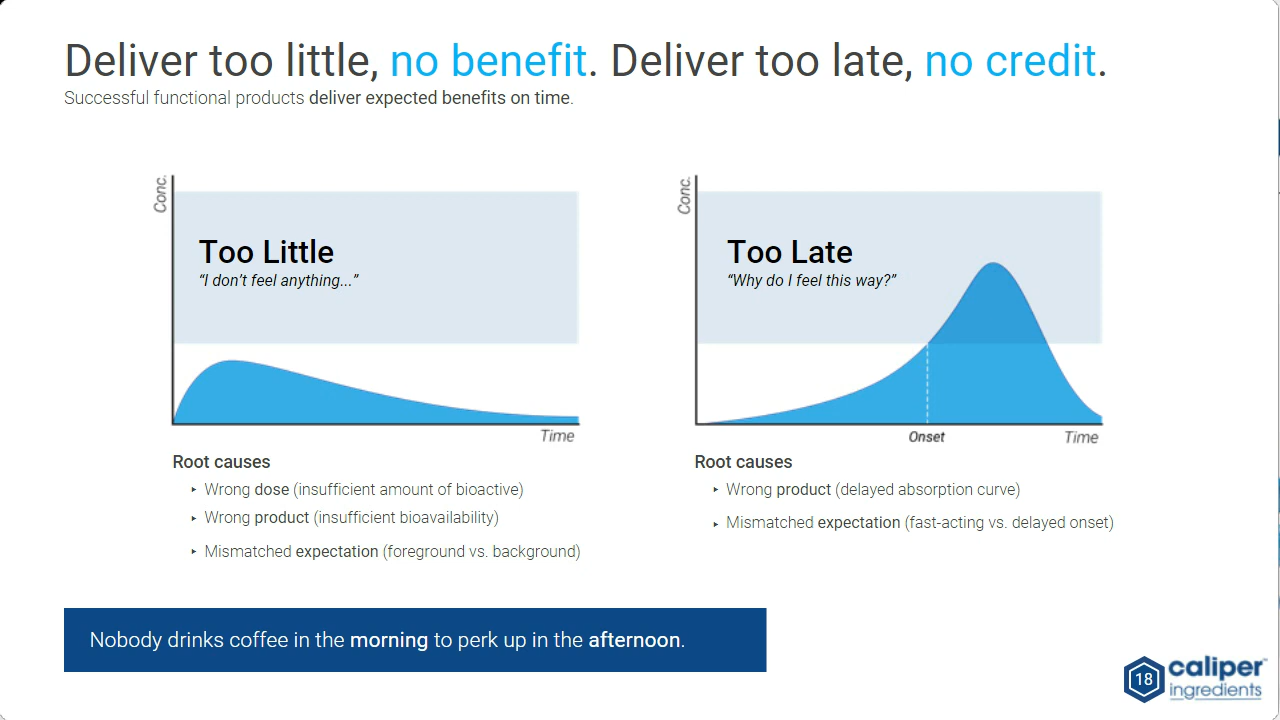 Deliver too little, no benefit. Deliver too late, no credit.
Successful functional products deliver expected benefits on time.
Conc.
Too Little
“I don’t feel anything...”
Time
Root causes
‣ Wrong dose (insufficient amount of bioactive)
‣ Wrong product (insufficient bioavailability)
‣ Mismatched expectation (foreground vs. background)
Conc.
Too Late
“Why do I feel this way?”
Onset
Time
Root causes
‣ Wrong product (delayed absorption curve)
‣ Mismatched expectation (fast-acting vs. delayed onset)
Nobody drinks coffee in the morning to perk up in the afternoon.
18
caliper™
ingredients